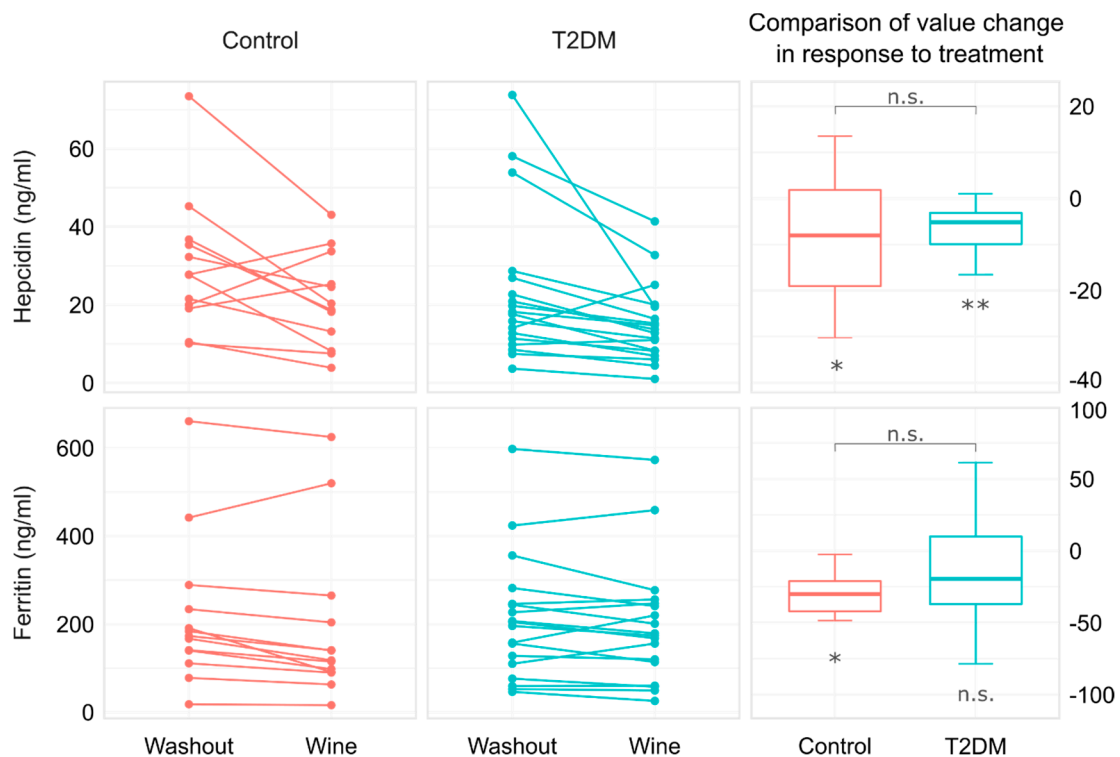 Control
T2DM
Comparison of value change
in response to treatment
Hepcidin (ng/ml)
60
40
20
0
n.s.
*
**
20
0
-20
-40
Ferritin (ng/ml)
600
400
200
0
n.s.
*
n.s.
100
50
0
-50
-100
Washout
Wine
Washout
Wine
Control
T2DM